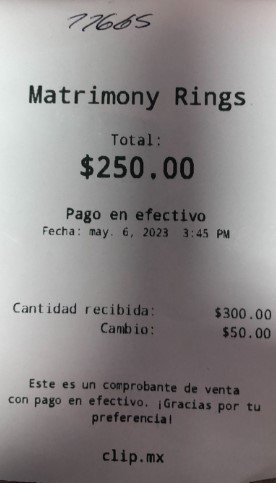 77665
Matrimony Rings
Total:
$250.00
Pago en efectivo
Fecha: may. 6, 2023 3:45 PM
Cantidad recibida: $300.00
Cambio: $50.00
Este es un comprobante de venta
con pago en efectivo. ¡Gracias por tu
preferencia!
clip.mx